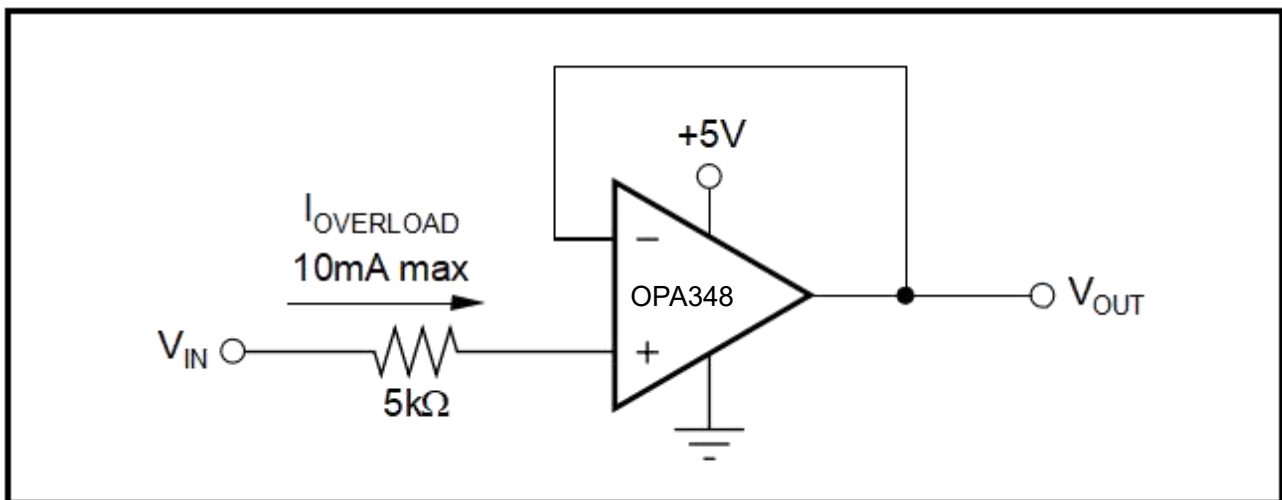 +5V
I_OVERLOAD
10mA max
−
OPA348
V_OUT
V_IN
+
5kΩ